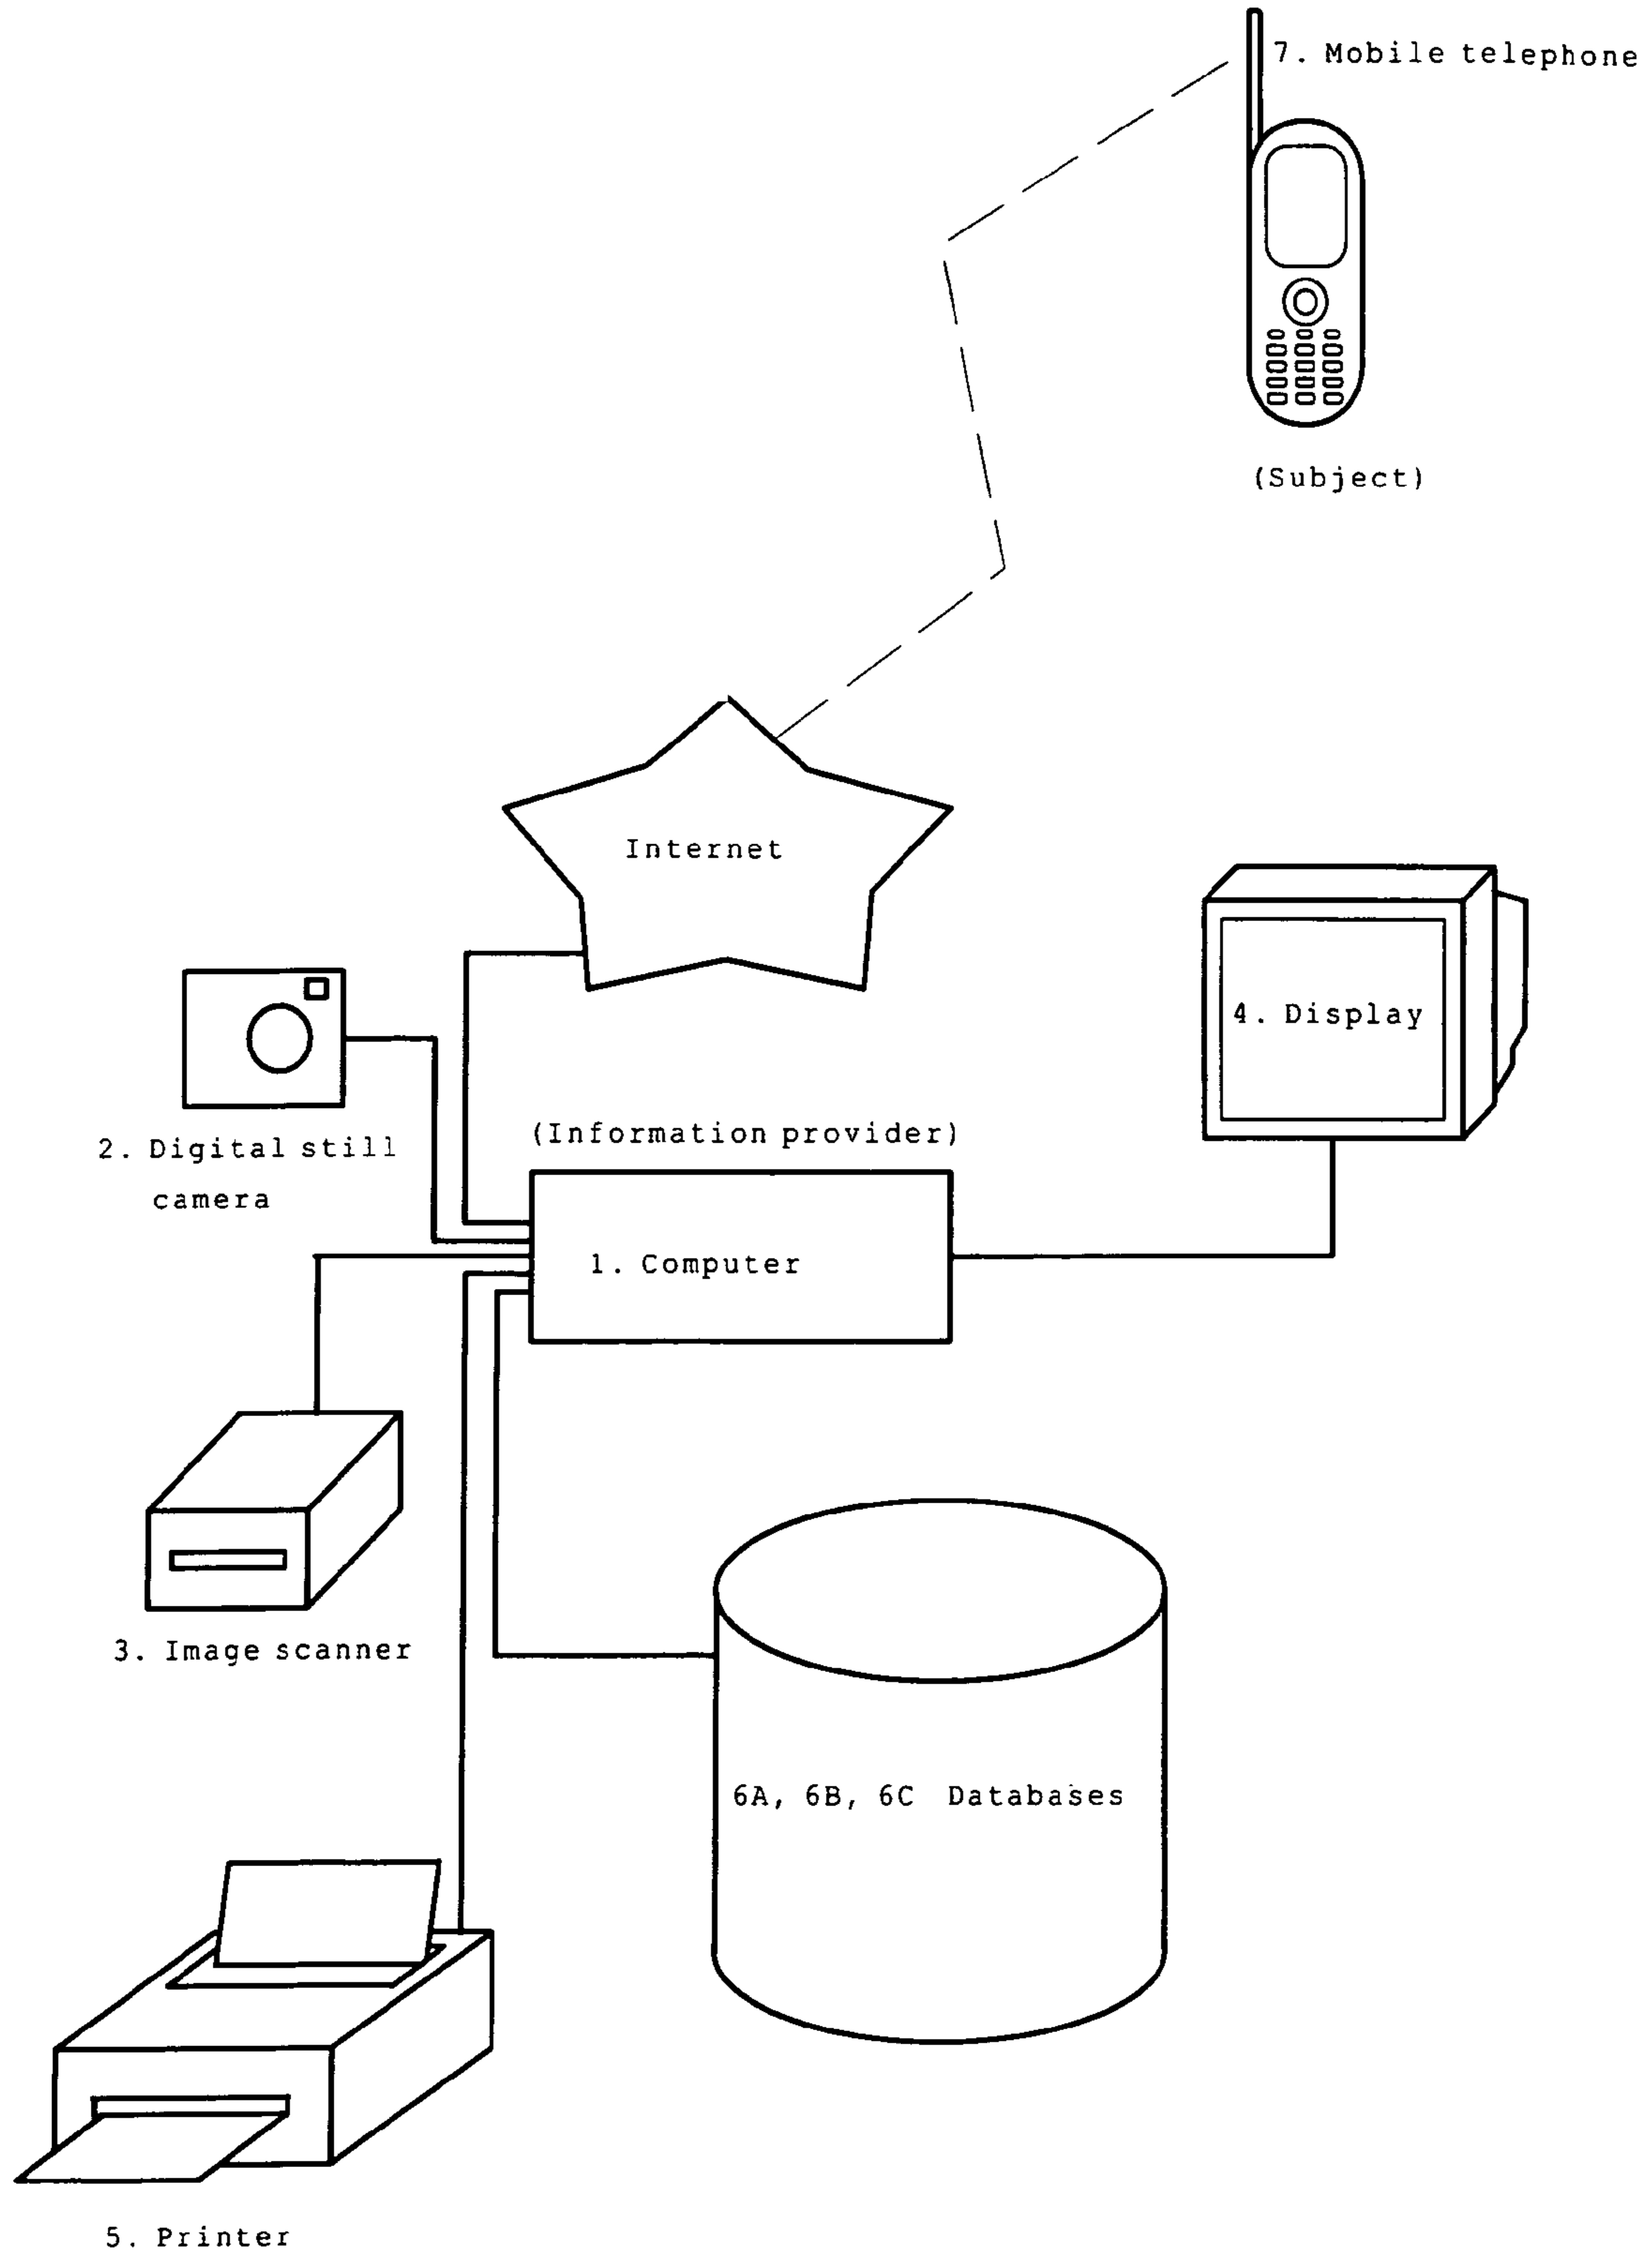 7. Mobile telephone
(Subject)
Internet
4. Display
2. Digital still
camera
(Information provider)
1. Computer
3. Image scanner
6A, 6B, 6C Databases
5. Printer